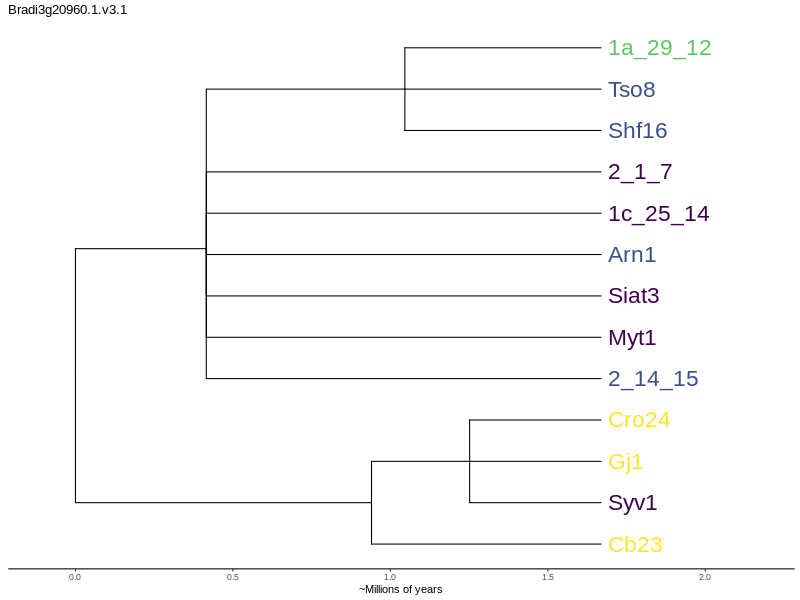 Bradi3g20960.1.v3.1
1a_29_12
Tso8
Shf16
2_1_7
1c_25_14
Arn1
Siat3
Myt1
2_14_15
Cro24
Gj1
Syv1
Cb23
0.0 0.5 1.0 1.5 2.0
~Millions of years